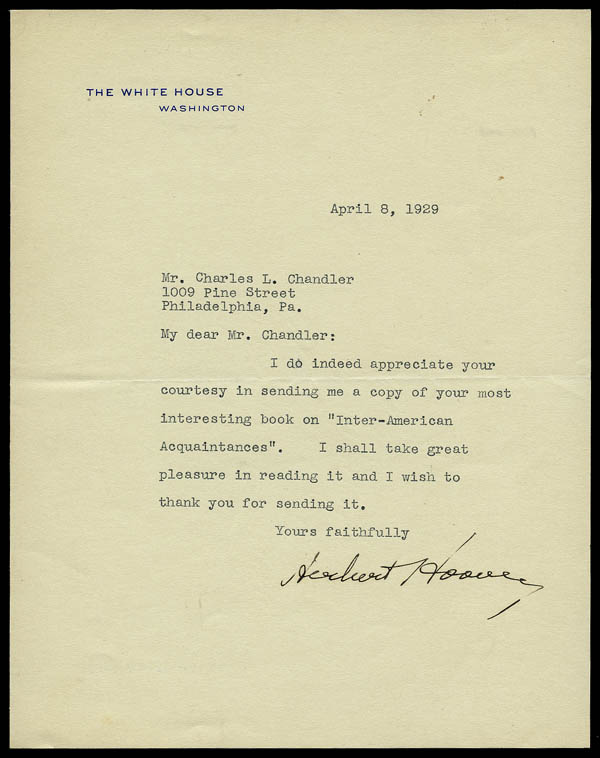 THE WHITE HOUSE
WASHINGTON
April 8, 1929
Mr. Charles L. Chandler
1009 Pine Street
Philadelphia, Pa.
My dear Mr. Chandler:
I do indeed appreciate your
courtesy in sending me a copy of your most
interesting book on "Inter-American
Acquaintances". I shall take great
pleasure in reading it and I wish to
thank you for sending it.
Yours faithfully
Herbert Hoover